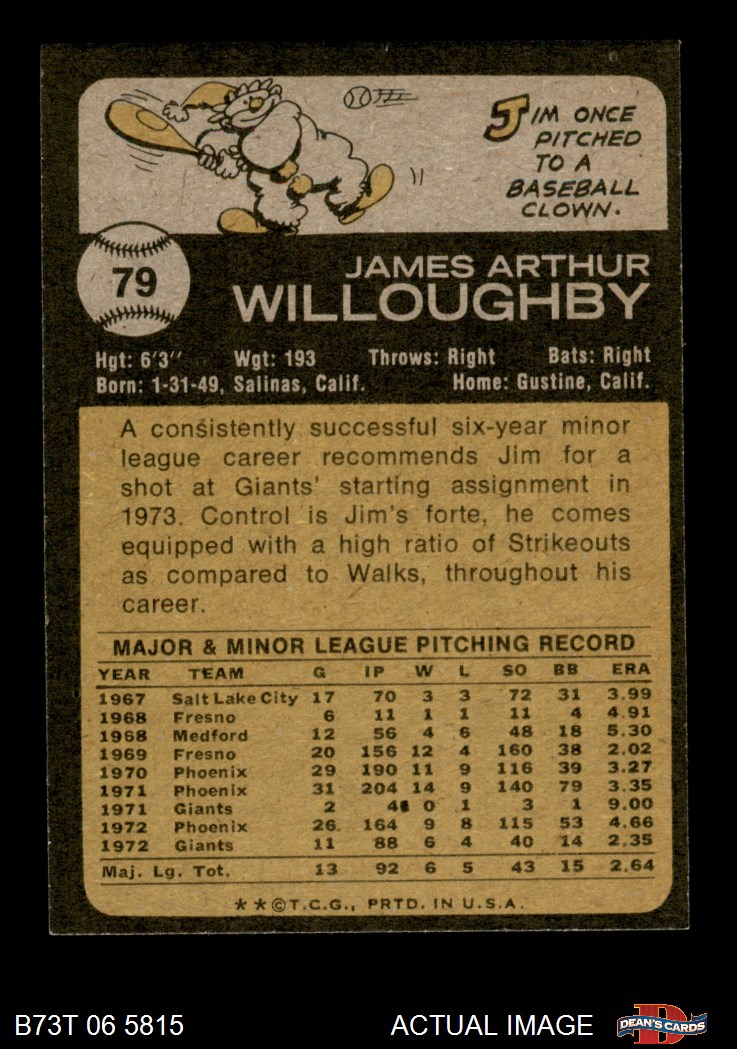 JIM ONCE
PITCHED
TO A
BASEBALL
CLOWN.
79
JAMES ARTHUR
WILLOUGHBY
Hgt: 6'3" Wgt: 193 Throws: Right Bats: Right
Born: 1-31-49, Salinas, Calif. Home: Gustine, Calif.
A consistently successful six-year minor
league career recommends Jim for a
shot at Giants' starting assignment in
1973. Control is Jim's forte, he comes
equipped with a high ratio of Strikeouts
as compared to Walks, throughout his
career.
MAJOR & MINOR LEAGUE PITCHING RECORD
YEAR TEAM G IP W L SO BB ERA
1967 Salt Lake City 17 70 3 3 72 31 3.99
1968 Fresno 6 11 1 1 11 4 4.91
1968 Medford 12 56 4 6 48 18 5.30
1969 Fresno 20 156 12 4 160 38 2.02
1970 Phoenix 29 190 11 9 116 39 3.27
1971 Phoenix 31 204 14 9 140 79 3.35
1971 Giants 2 4 0 1 3 1 9.00
1972 Phoenix 26 164 9 8 115 53 4.66
1972 Giants 11 88 6 4 40 14 2.35
Maj. Lg. Tot. 13 92 6 5 43 15 2.64
* * © T.C.G., PRTD. IN U.S.A.
B73T 06 5815 ACTUAL IMAGE D DEAN'S CARDS